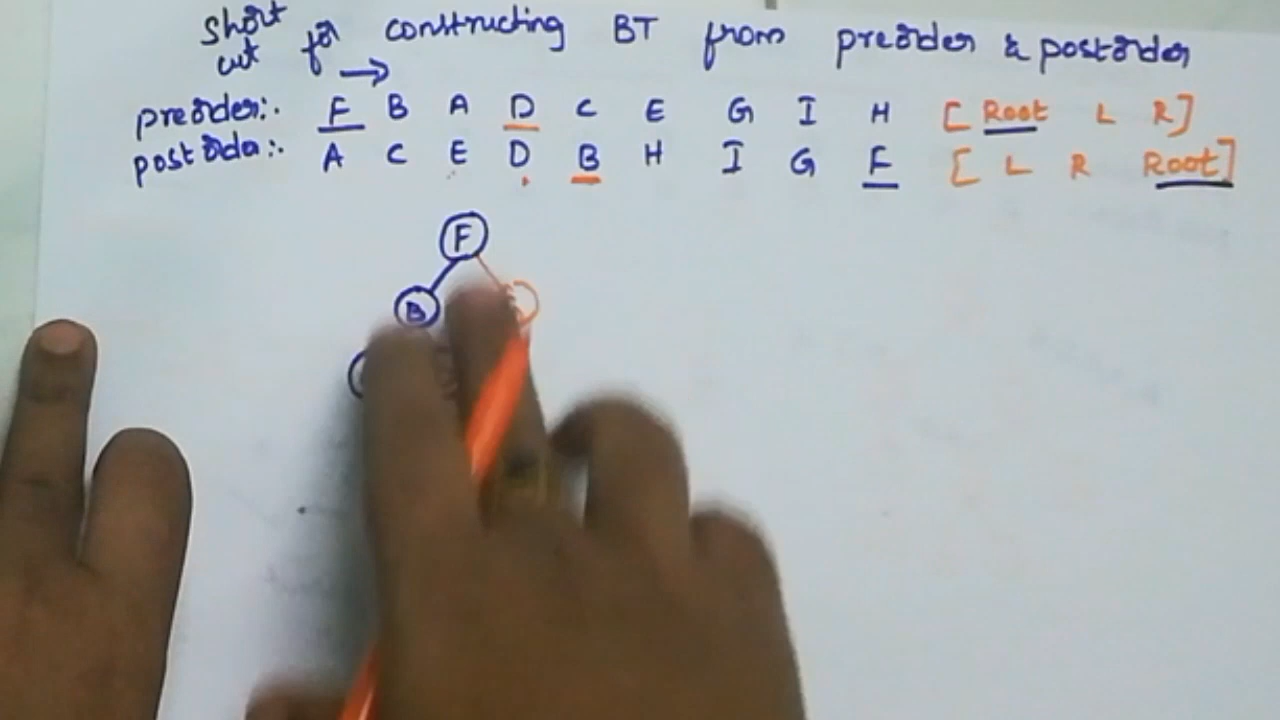 short cut for constructing BT from preorder & postorder
→
preorder:. F B A D C E G I H [Root L R]
postorder:. A C E D B H I G F [L R Root]
F
B